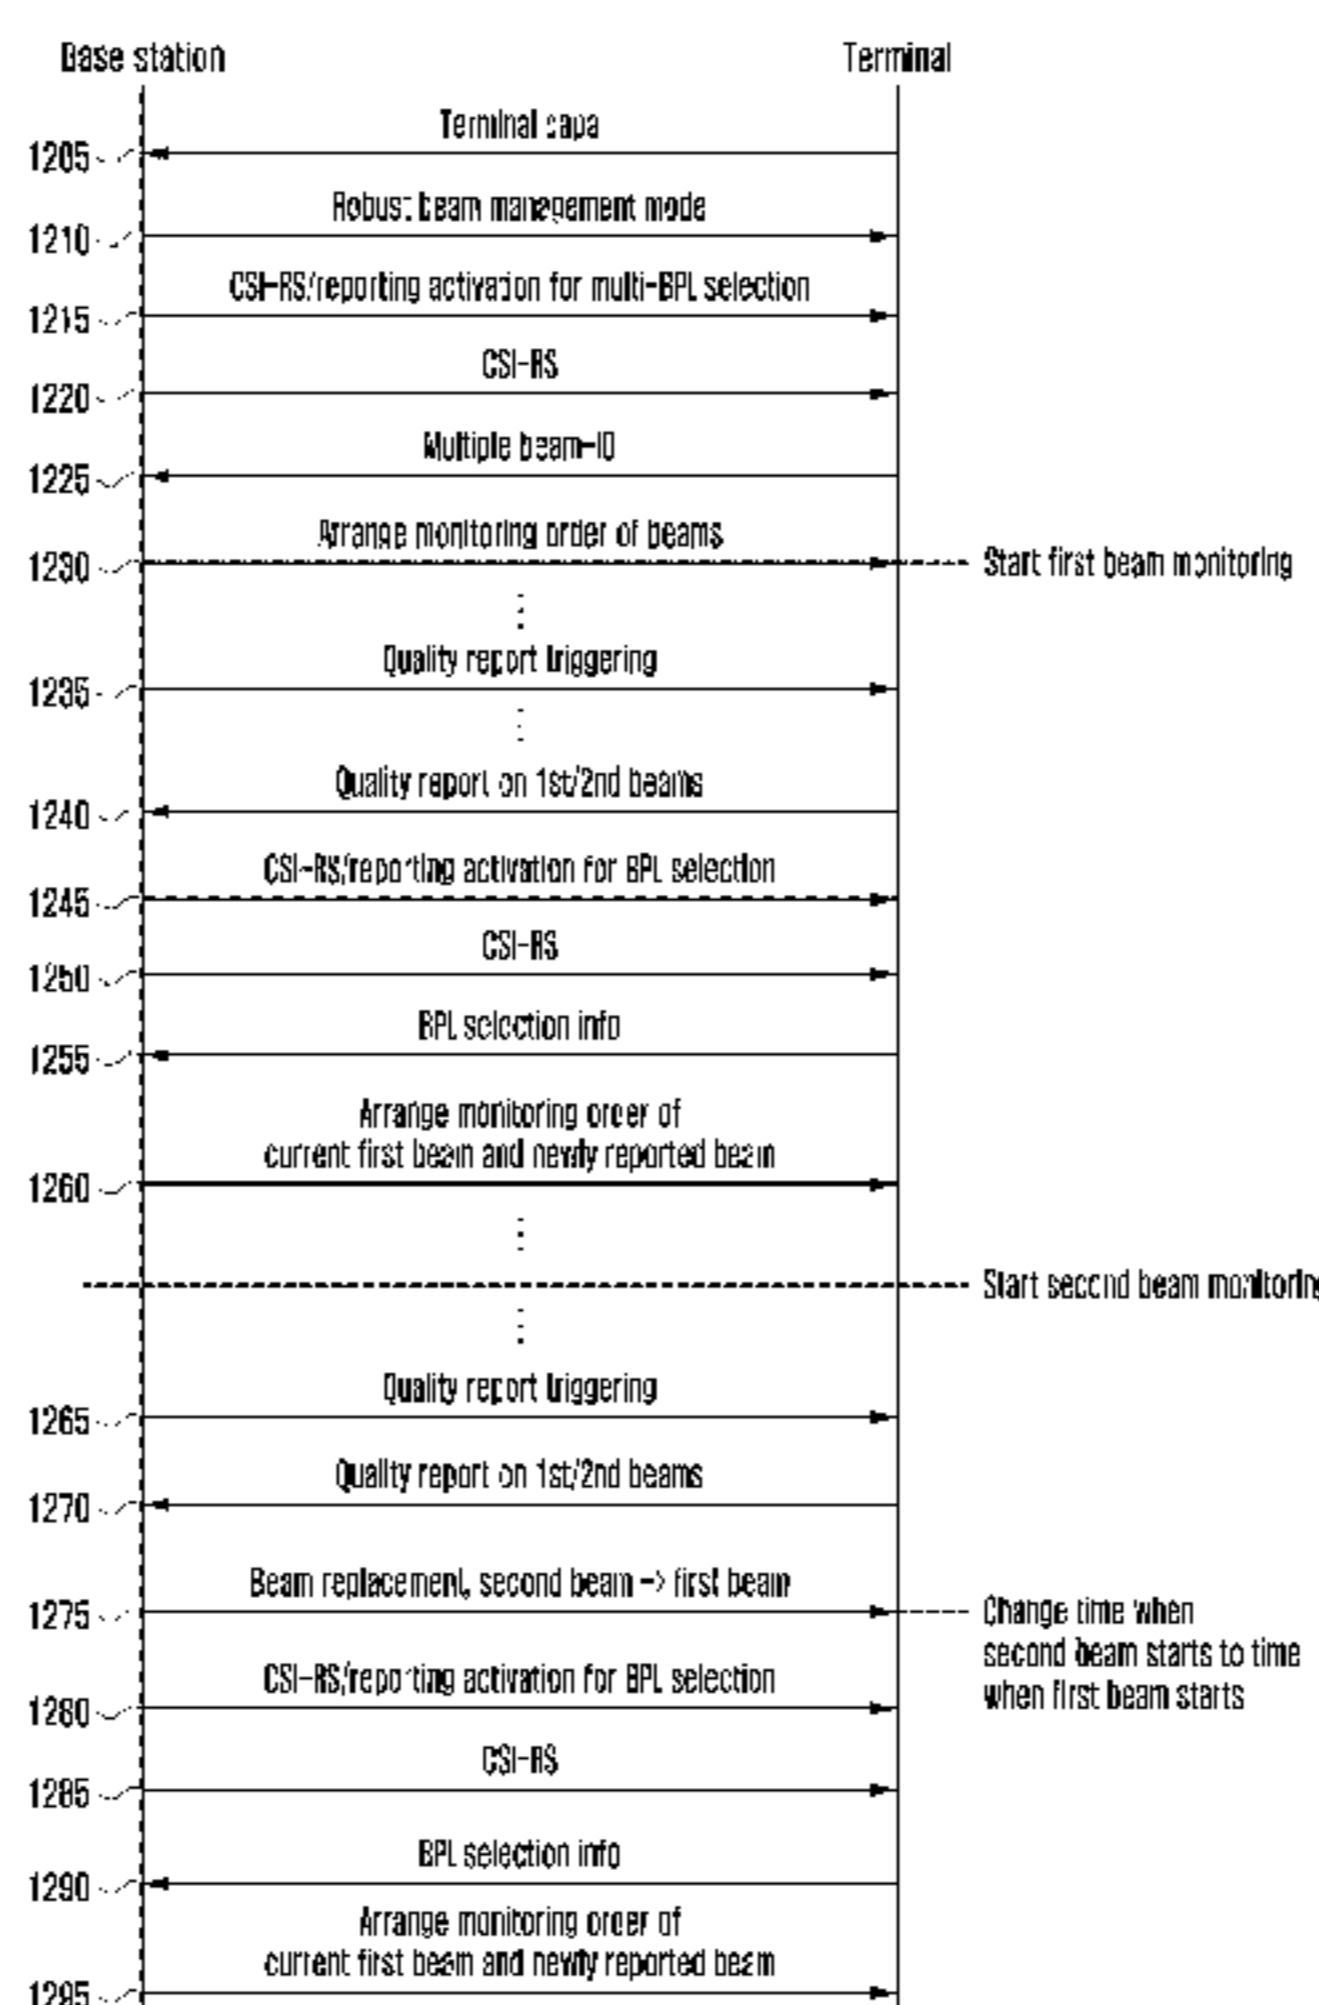 Base station
Terminal
Terminal capa
1205
Robust beam management mode
1210
CSI-RS/reporting activation for multi-BPL selection
1215
CSI-RS
1220
Multiple beam-ID
1225
Arrange monitoring order of beams
1230
Start first beam monitoring
Quality report triggering
1235
Quality report on 1st/2nd beams
1240
CSI-RS/reporting activation for BPL selection
1245
CSI-RS
1250
BPL selection info
1255
Arrange monitoring order of
current first beam and newly reported beam
1260
Start second beam monitoring
Quality report triggering
1265
Quality report on 1st/2nd beams
1270
Beam replacement, second beam -> first beam
1275
Change time when
second beam starts to time
when first beam starts
CSI-RS/reporting activation for BPL selection
1280
CSI-RS
1285
BPL selection info
1290
Arrange monitoring order of
current first beam and newly reported beam
1295